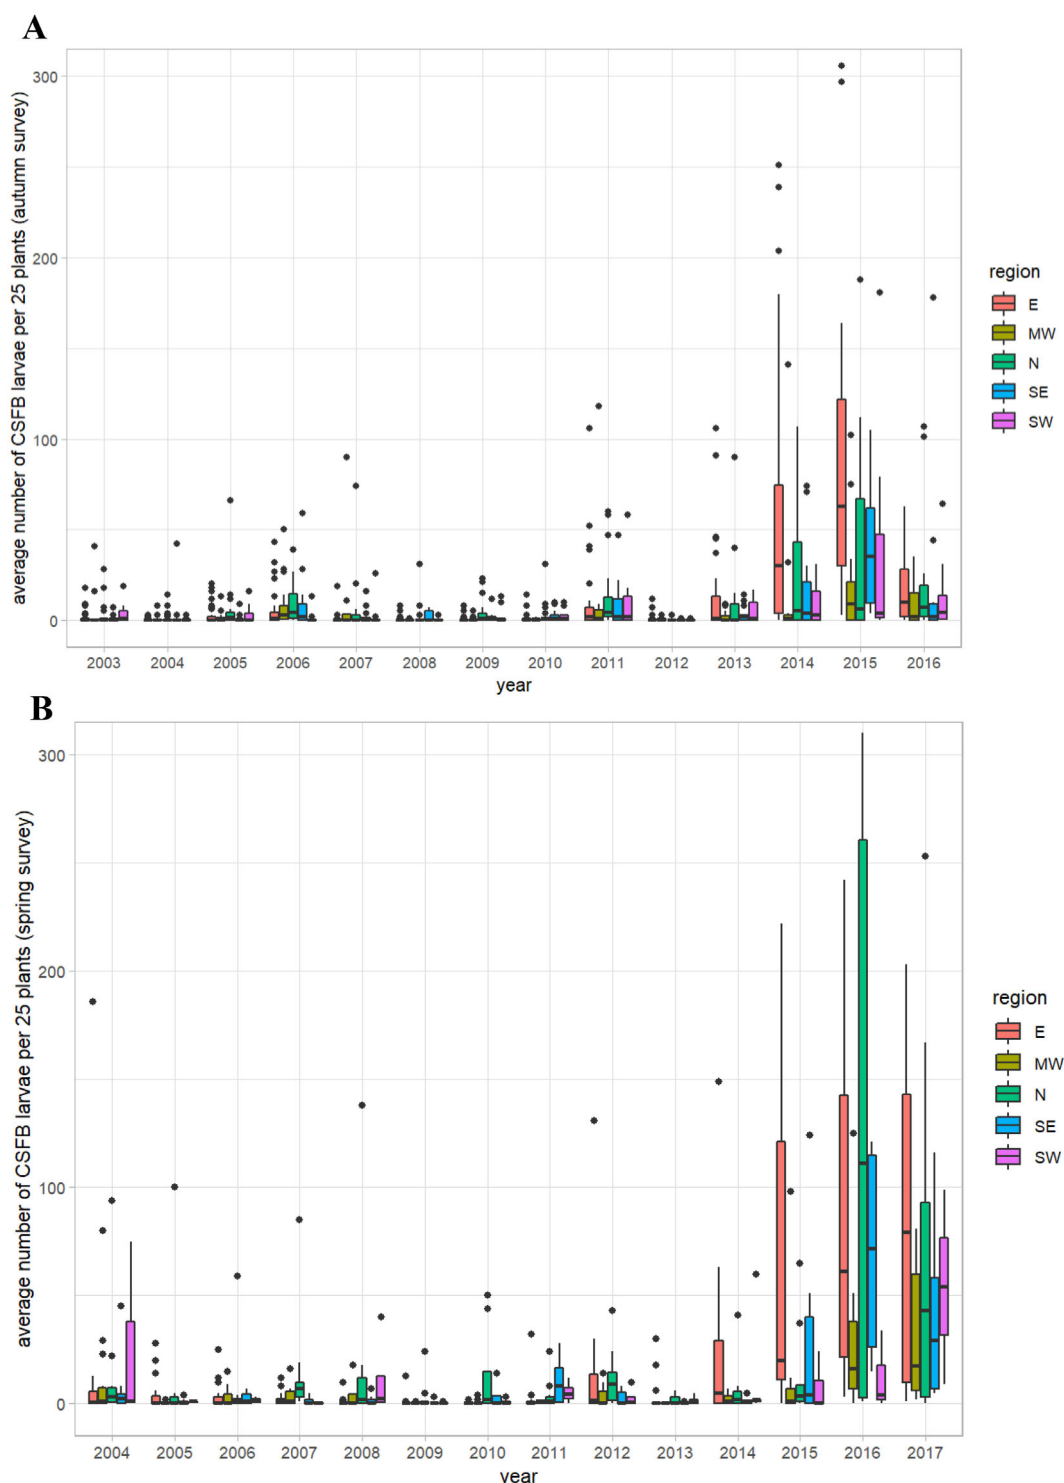 A
average number of CSFB larvae per 25 plants (autumn survey)
300
200
100
0
2003 2004 2005 2006 2007 2008 2009 2010 2011 2012 2013 2014 2015 2016
year
region
E
MW
N
SE
SW
B
average number of CSFB larvae per 25 plants (spring survey)
300
200
100
0
2004 2005 2006 2007 2008 2009 2010 2011 2012 2013 2014 2015 2016 2017
year
region
E
MW
N
SE
SW